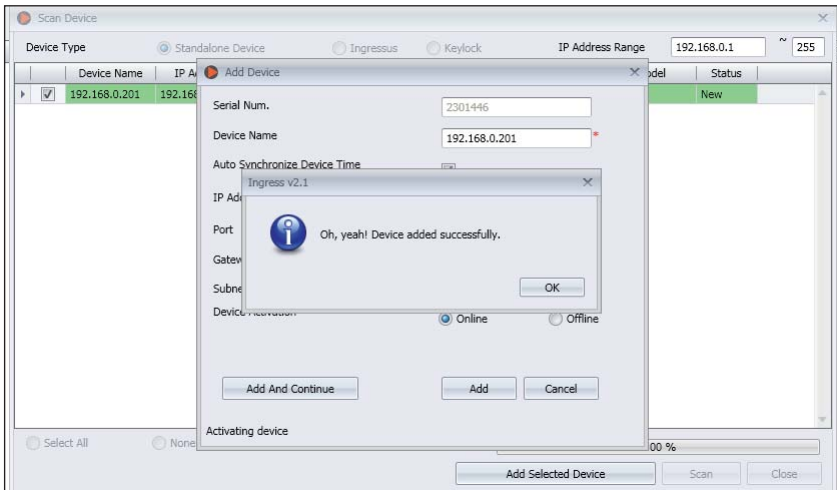 Scan Device
Device Type Standalone Device Ingressus Keylock IP Address Range 192.168.0.1 ~ 255
Device Name Status
192.168.0.201 New
Add Device
Serial Num. 2301446
Device Name 192.168.0.201 *
Auto Synchronize Device Time
Ingress v2.1
Oh, yeah! Device added successfully.
OK
IP
Port
Online Offline
Add And Continue Add Cancel
Activating device
Select All None
Add Selected Device Scan Close